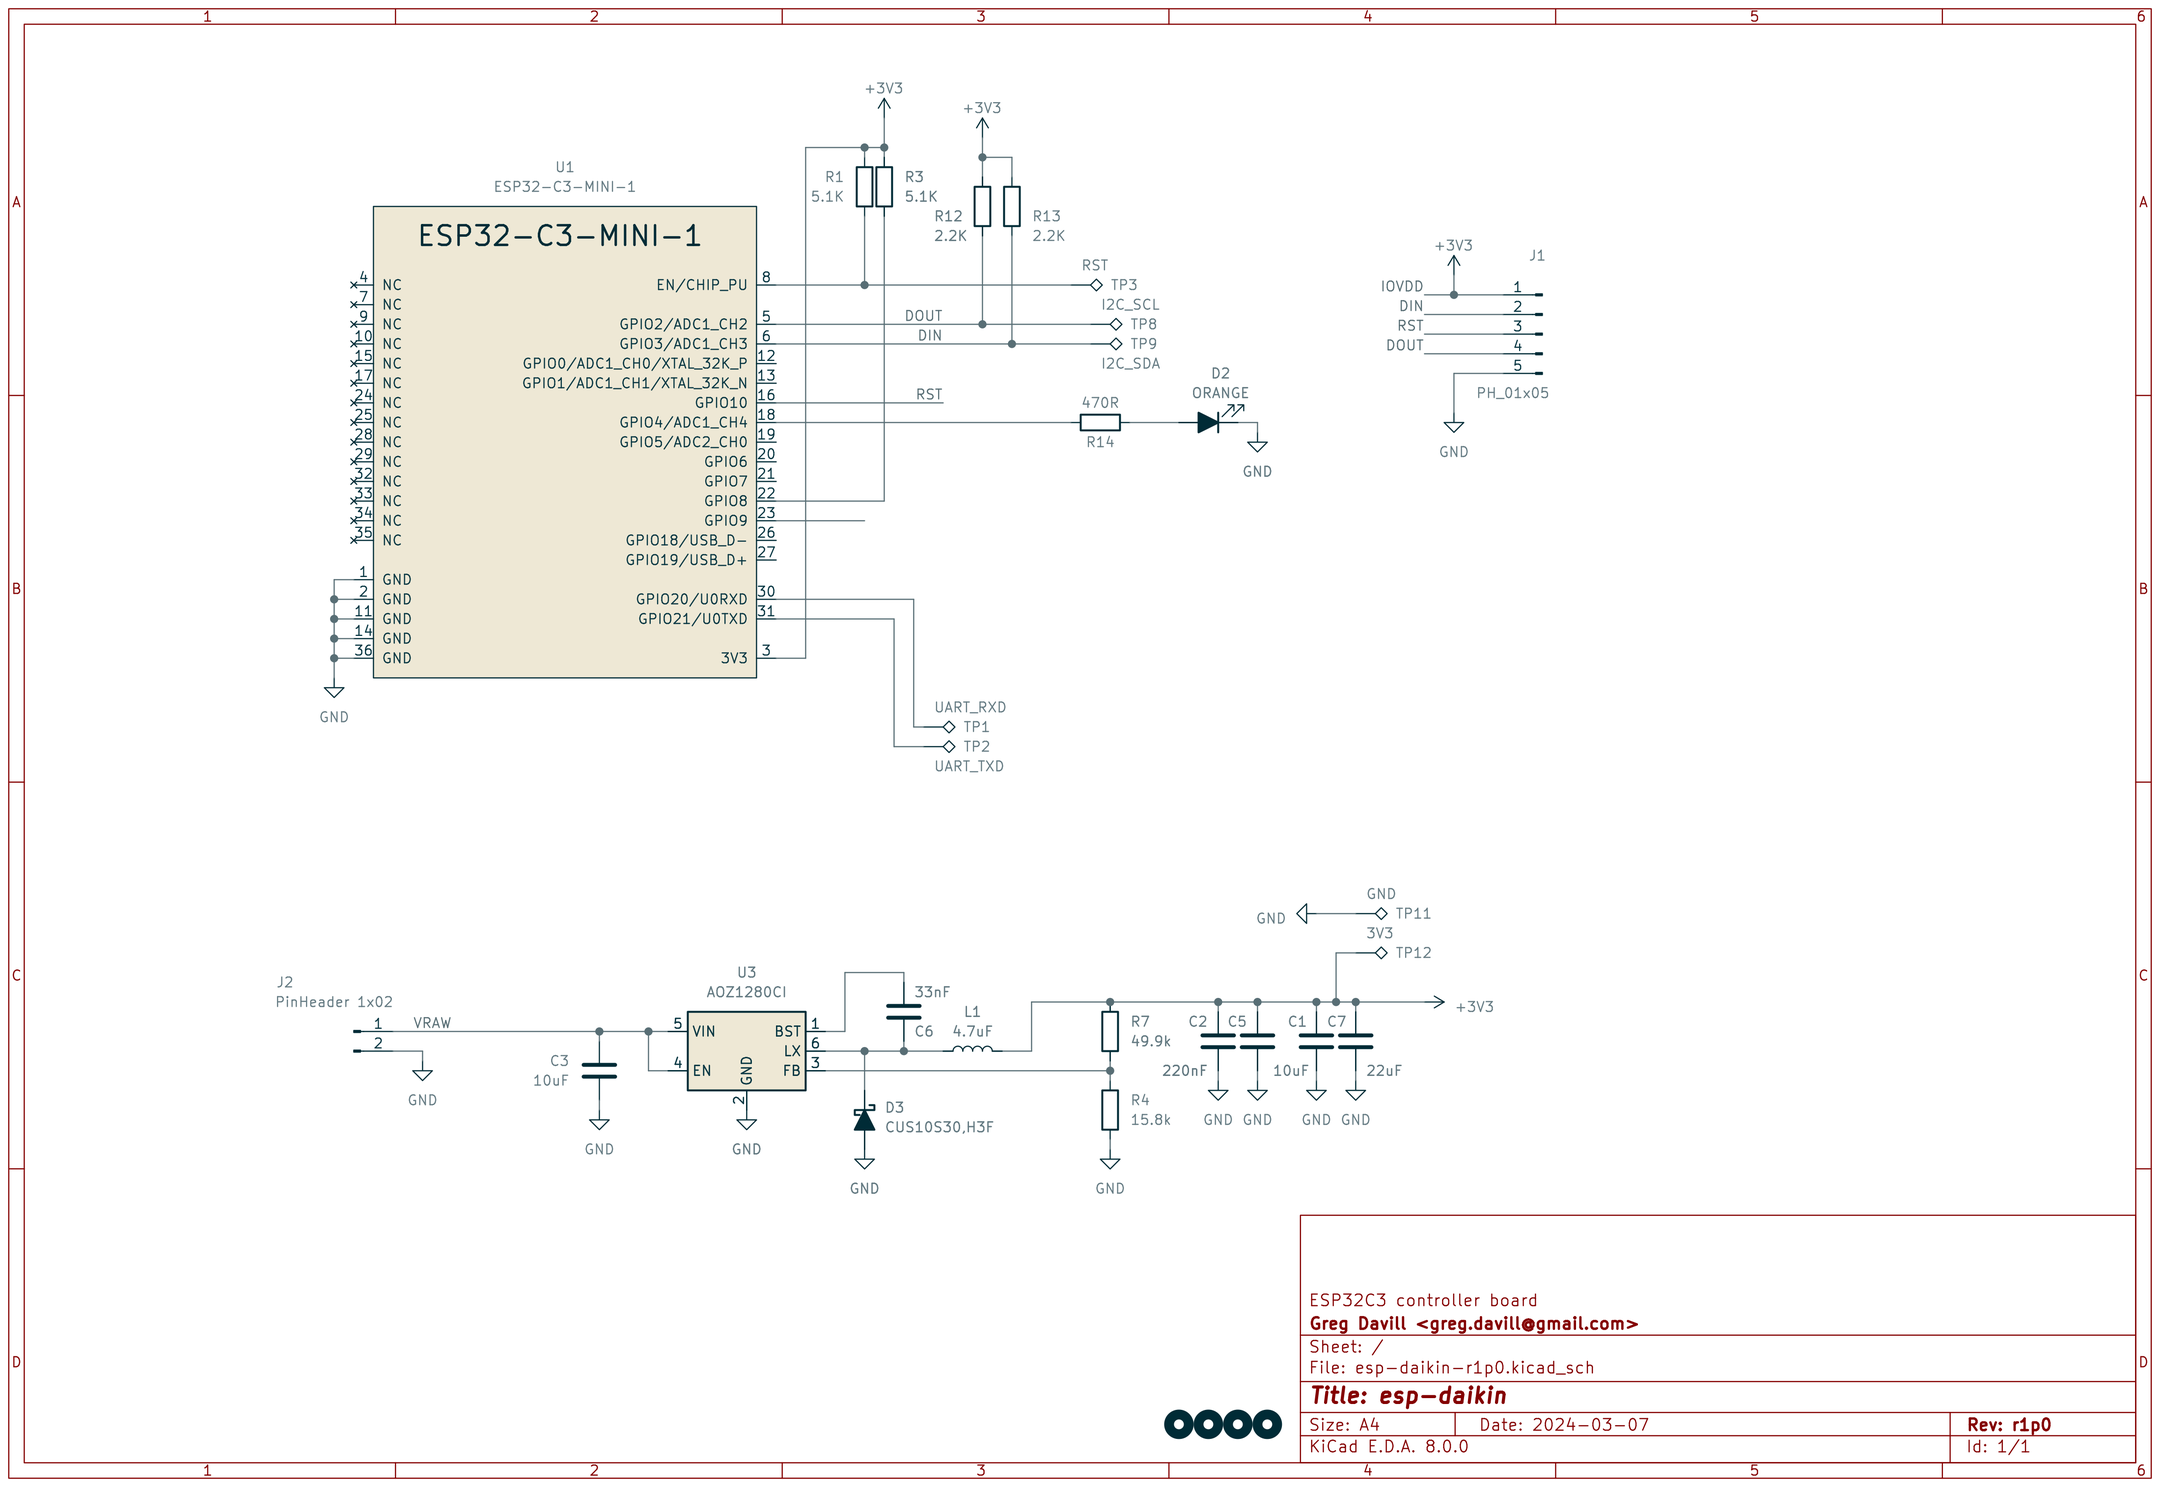 1 2 3 4 5 6
A
B
C
D
A
B
C
D
U1
ESP32-C3-MINI-1
ESP32-C3-MINI-1
4 NC
7 NC
9 NC
10 NC
15 NC
17 NC
24 NC
25 NC
28 NC
29 NC
32 NC
33 NC
34 NC
35 NC
1 GND
2 GND
11 GND
14 GND
36 GND
GND
EN/CHIP_PU 8
GPIO2/ADC1_CH2 5
GPIO3/ADC1_CH3 6
GPIO0/ADC1_CH0/XTAL_32K_P 12
GPIO1/ADC1_CH1/XTAL_32K_N 13
GPIO10 16
GPIO4/ADC1_CH4 18
GPIO5/ADC2_CH0 19
GPIO6 20
GPIO7 21
GPIO8 22
GPIO9 23
GPIO18/USB_D- 26
GPIO19/USB_D+ 27
GPIO20/U0RXD 30
GPIO21/U0TXD 31
3V3 3
+3V3
R1
5.1K
R3
5.1K
+3V3
R12
2.2K
R13
2.2K
RST
TP3
I2C_SCL
DOUT
TP8
DIN
TP9
I2C_SDA
RST
470R
R14
D2
ORANGE
GND
UART_RXD
TP1
TP2
UART_TXD
+3V3
J1
IOVDD 1
DIN 2
RST 3
DOUT 4
5
PH_01x05
GND
J2
PinHeader 1x02
1 VRAW
2
GND
C3
10uF
GND
U3
AOZ1280CI
5 VIN
4 EN
BST 1
LX 6
FB 3
GND
2
GND
33nF
C6
L1
4.7uF
D3
CUS10S30,H3F
GND
R7
49.9k
R4
15.8k
GND
GND
GND
TP11
3V3
TP12
+3V3
C2 C5 C1 C7
220nF 10uF 22uF
GND GND GND GND
ESP32C3 controller board
Greg Davill <greg.davill@gmail.com>
Sheet: /
File: esp-daikin-r1p0.kicad_sch
Title: esp-daikin
Size: A4 Date: 2024-03-07 Rev: r1p0
KiCad E.D.A. 8.0.0 Id: 1/1
1 2 3 4 5 6